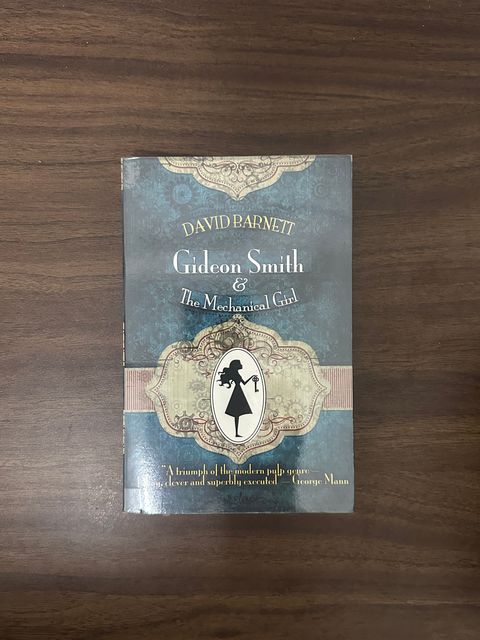 DAVID BARNETT
Gideon Smith
&
The Mechanical Girl
"A triumph of the modern pulp genre
clever and superbly executed" — George Mann